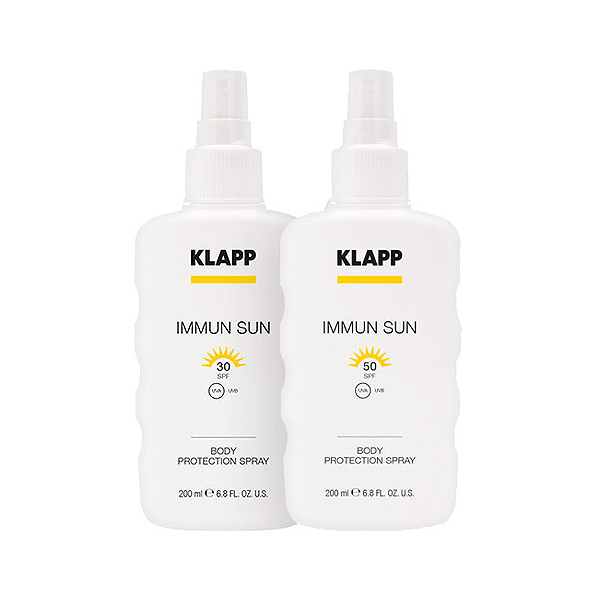 KLAPP
IMMUN SUN
30
SPF
UVA UVB
BODY
PROTECTION SPRAY
200 ml ℮ 6.8 FL. OZ. U.S.
KLAPP
IMMUN SUN
50
SPF
UVA UVB
BODY
PROTECTION SPRAY
200 ml ℮ 6.8 FL. OZ. U.S.